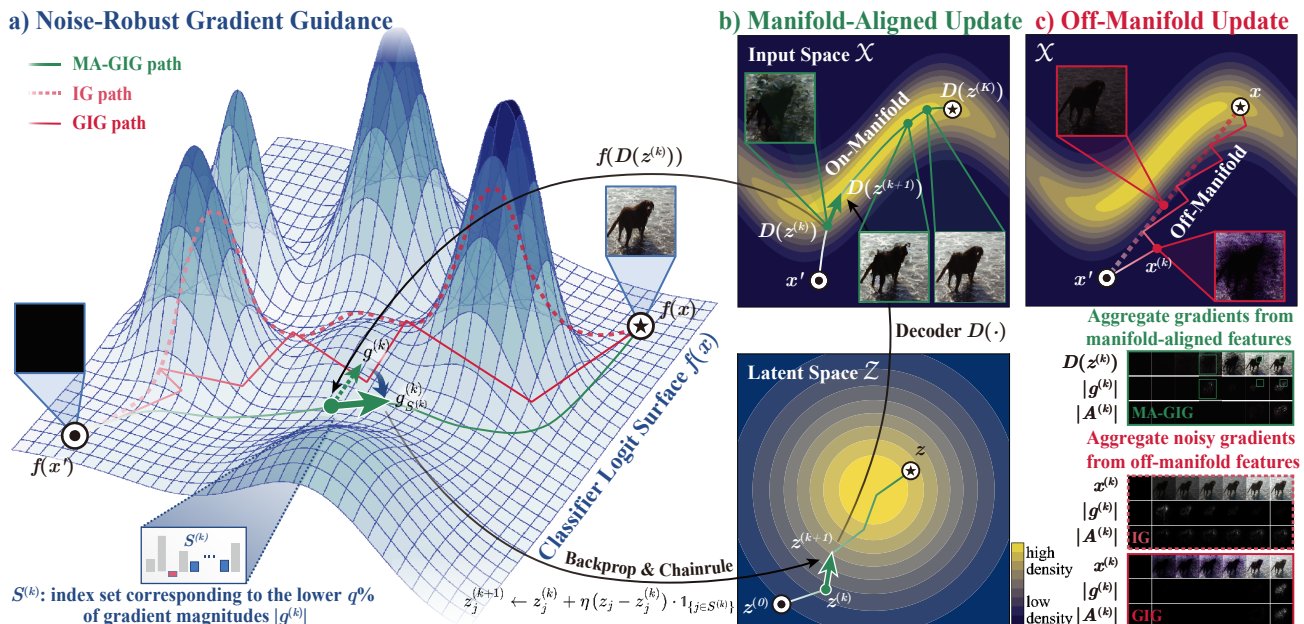 a) Noise-Robust Gradient Guidance
MA-GIG path
IG path
GIG path
f(D(z^{(k)}))
f(x)
g^{(k)}
g_{S^{(k)}}^{(k)}
f(x′)
Classifier Logit Surface f(x)
S^{(k)}
S^{(k)}: index set corresponding to the lower q%
of gradient magnitudes |g^{(k)}|
Backprop & Chainrule
z_j^{(k+1)} ← z_j^{(k)} + η (z_j − z_j^{(k)}) · 𝟙_{{j∈S^{(k)}}}
b) Manifold-Aligned Update
Input Space 𝒳
D(z^{(K)})
On-Manifold
D(z^{(k+1)})
D(z^{(k)})
x′
Decoder D(·)
Latent Space 𝒵
z
z^{(k+1)}
z^{(0)}
z^{(k)}
high
density
low
density
c) Off-Manifold Update
𝒳
x
Off-Manifold
x′
x^{(k)}
Aggregate gradients from
manifold-aligned features
D(z^{(k)})
|g^{(k)}|
|A^{(k)}|
MA-GIG
Aggregate noisy gradients
from off-manifold features
x^{(k)}
|g^{(k)}|
|A^{(k)}|
IG
x^{(k)}
|g^{(k)}|
|A^{(k)}|
GIG